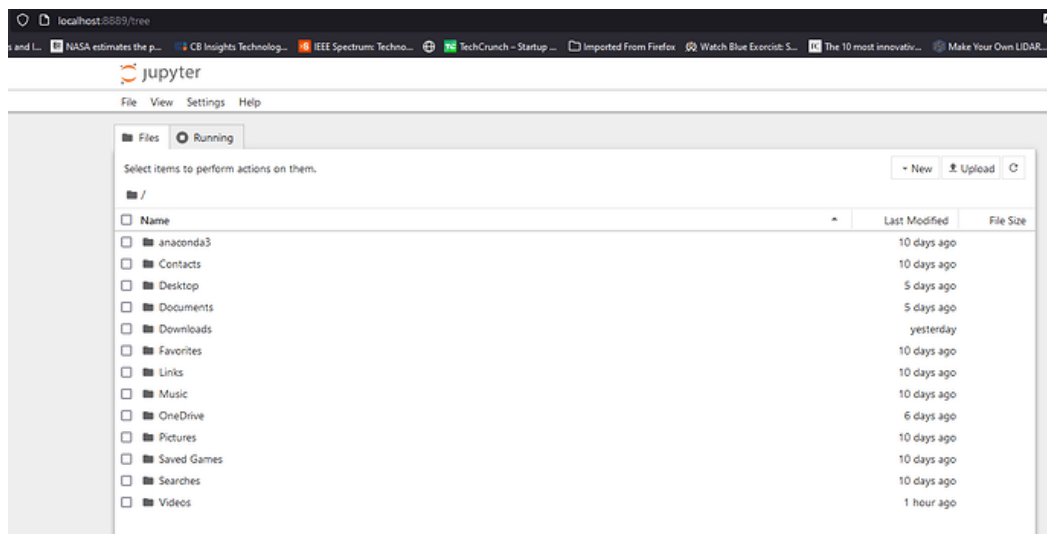 localhost:8889/tree
s and I... NASA estimates the p... CB Insights Technolog... IEEE Spectrum: Techno... TechCrunch – Startup ... Imported From Firefox Watch Blue Exorcist: S... The 10 most innovativ... Make Your Own LIDAR...
jupyter
File View Settings Help
Files Running
Select items to perform actions on them. New Upload
/
Name Last Modified File Size
anaconda3 10 days ago
Contacts 10 days ago
Desktop 5 days ago
Documents 5 days ago
Downloads yesterday
Favorites 10 days ago
Links 10 days ago
Music 10 days ago
OneDrive 6 days ago
Pictures 10 days ago
Saved Games 10 days ago
Searches 10 days ago
Videos 1 hour ago